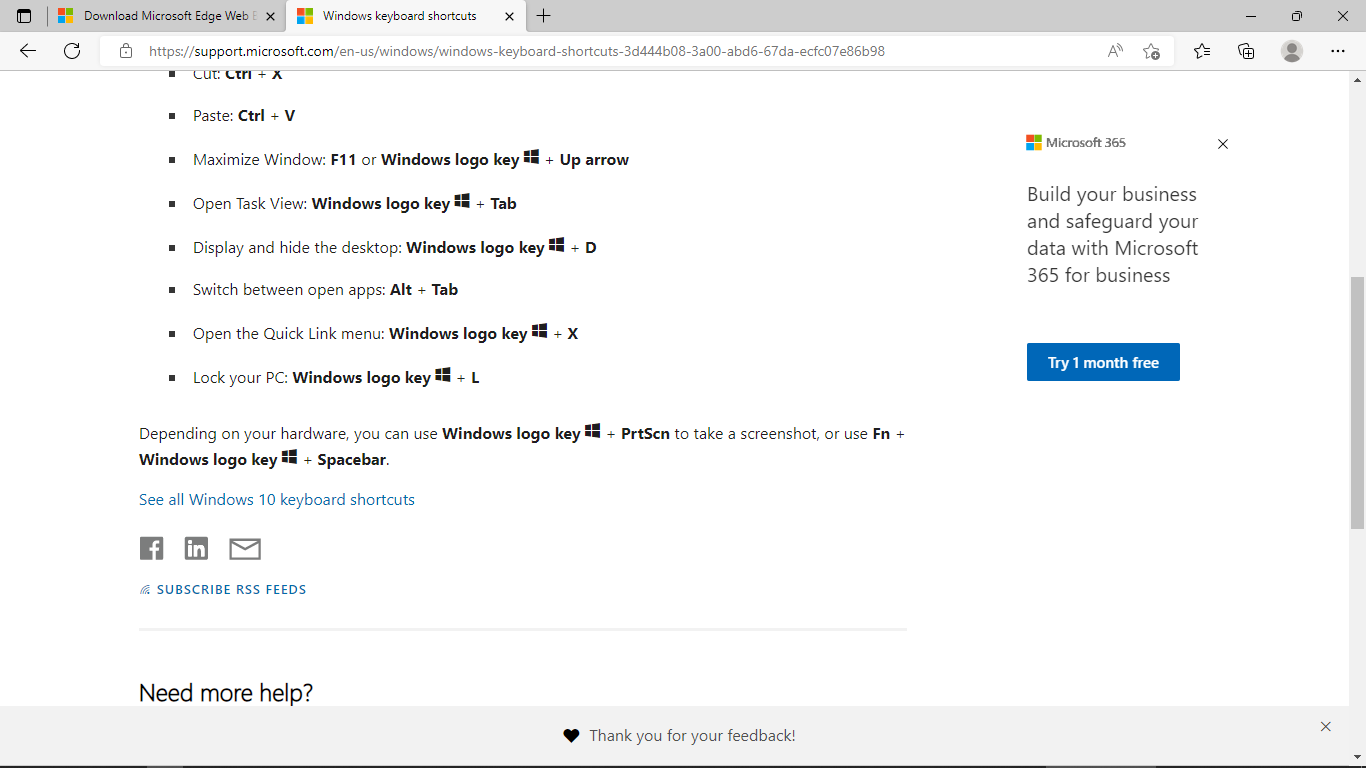 Download Microsoft Edge Web
Windows keyboard shortcuts
https://support.microsoft.com/en-us/windows/windows-keyboard-shortcuts-3d444b08-3a00-abd6-67da-ecfc07e86b98
Cut: Ctrl + X
Paste: Ctrl + V
Maximize Window: F11 or Windows logo key + Up arrow
Open Task View: Windows logo key + Tab
Display and hide the desktop: Windows logo key + D
Switch between open apps: Alt + Tab
Open the Quick Link menu: Windows logo key + X
Lock your PC: Windows logo key + L
Depending on your hardware, you can use Windows logo key + PrtScn to take a screenshot, or use Fn +
Windows logo key + Spacebar.
See all Windows 10 keyboard shortcuts
SUBSCRIBE RSS FEEDS
Need more help?
Microsoft 365
Build your business
and safeguard your
data with Microsoft
365 for business
Try 1 month free
Thank you for your feedback!